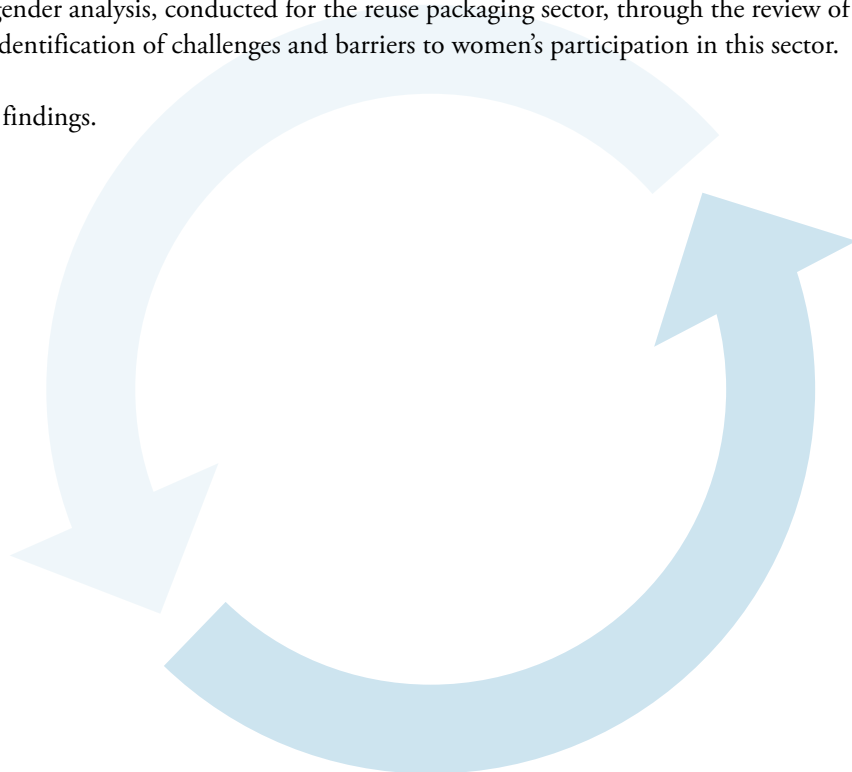 gender analysis, conducted for the reuse packaging sector, through the review of
identification of challenges and barriers to women’s participation in this sector.
findings.